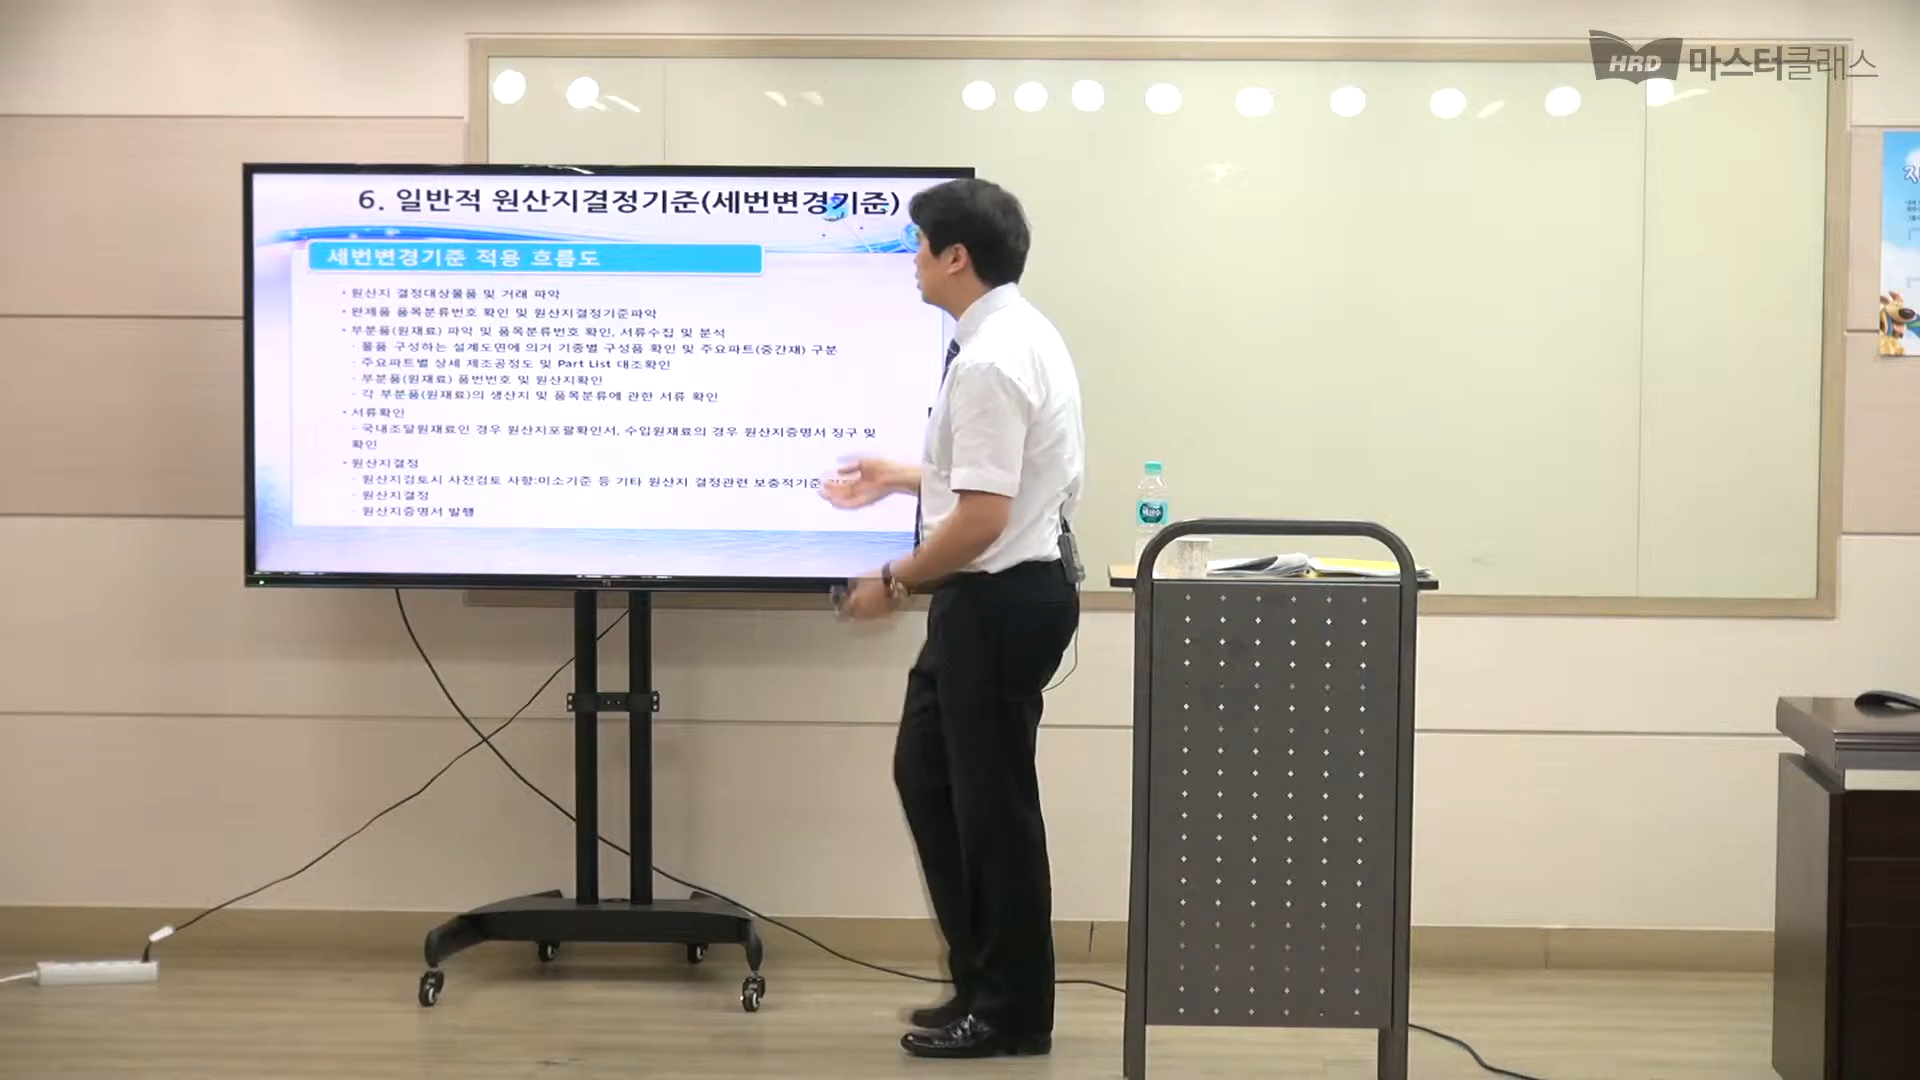 HRD 마스터클래스
6. 일반적 원산지결정기준(세번변경기준)
세번변경기준 적용 흐름도
• 원산지 결정대상물품 및 거래 파악
• 완제품 품목분류번호 확인 및 원산지결정기준파악
• 부분품(원재료) 파악 및 품목분류번호 확인, 서류수집 및 분석
- 물품 구성하는 설계도면에 의거 기종별 구성품 확인 및 주요파트(중간재) 구분
- 주요파트별 상세 제조공정도 및 Part List 대조확인
- 부분품(원재료) 품번번호 및 원산지확인
- 각 부분품(원재료)의 생산지 및 품목분류에 관한 서류 확인
• 서류확인
- 국내조달원재료인 경우 원산지포괄확인서, 수입원재료의 경우 원산지증명서 징구 및
확인
• 원산지결정
- 원산지검토시 사전검토 사항:미소기준 등 기타 원산지 결정관련 보충적기준
- 원산지결정
- 원산지증명서 발행